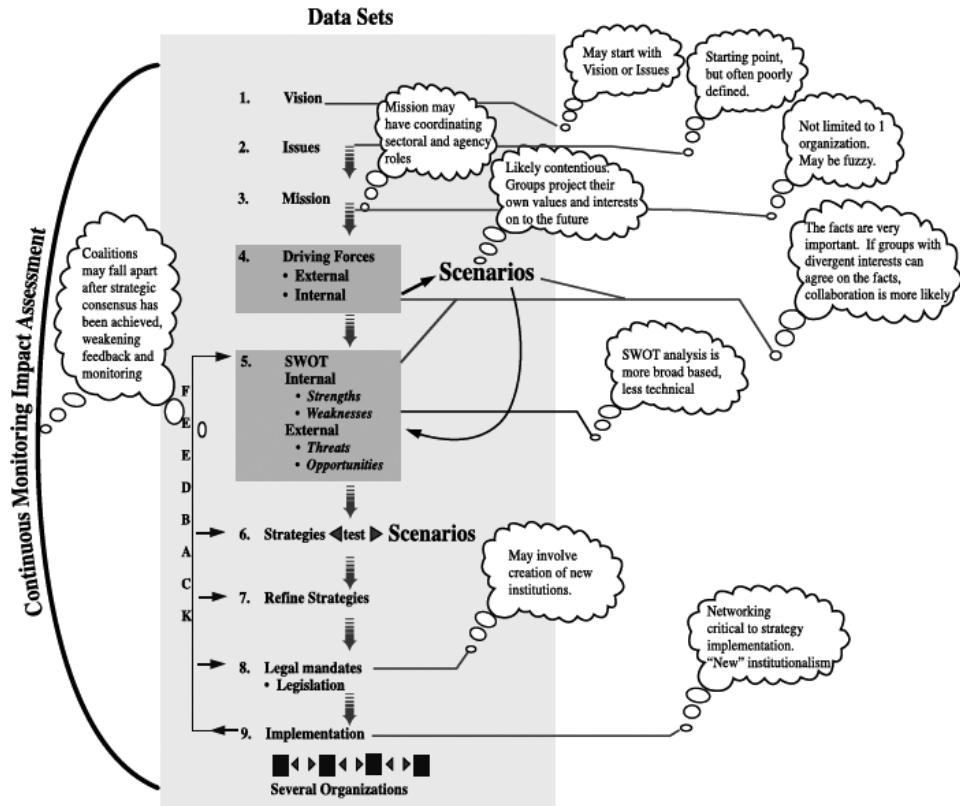 Data Sets
May start with
Vision or Issues
Starting point,
but often poorly
defined.
1. Vision
Mission may
have coordinating
sectoral and agency
roles
Not limited to 1
organization.
May be fuzzy.
2. Issues
Likely contentious:
Groups project their
own values and interests
on to the future
3. Mission
The facts are very
important. If groups with
divergent interests can
agree on the facts,
collaboration is more likely
Coalitions
may fall apart
after strategic
consensus has
been achieved,
weakening
feedback and
monitoring
4. Driving Forces
• External
• Internal
Scenarios
5. SWOT
Internal
• Strengths
• Weaknesses
External
• Threats
• Opportunities
SWOT analysis is
more broad based,
less technical
Continuous Monitoring Impact Assessment
F
E
E
D
B
A
C
K
6. Strategies test Scenarios
May involve
creation of new
institutions.
7. Refine Strategies
Networking
critical to strategy
implementation.
“New” institutionalism
8. Legal mandates
• Legislation
9. Implementation
Several Organizations